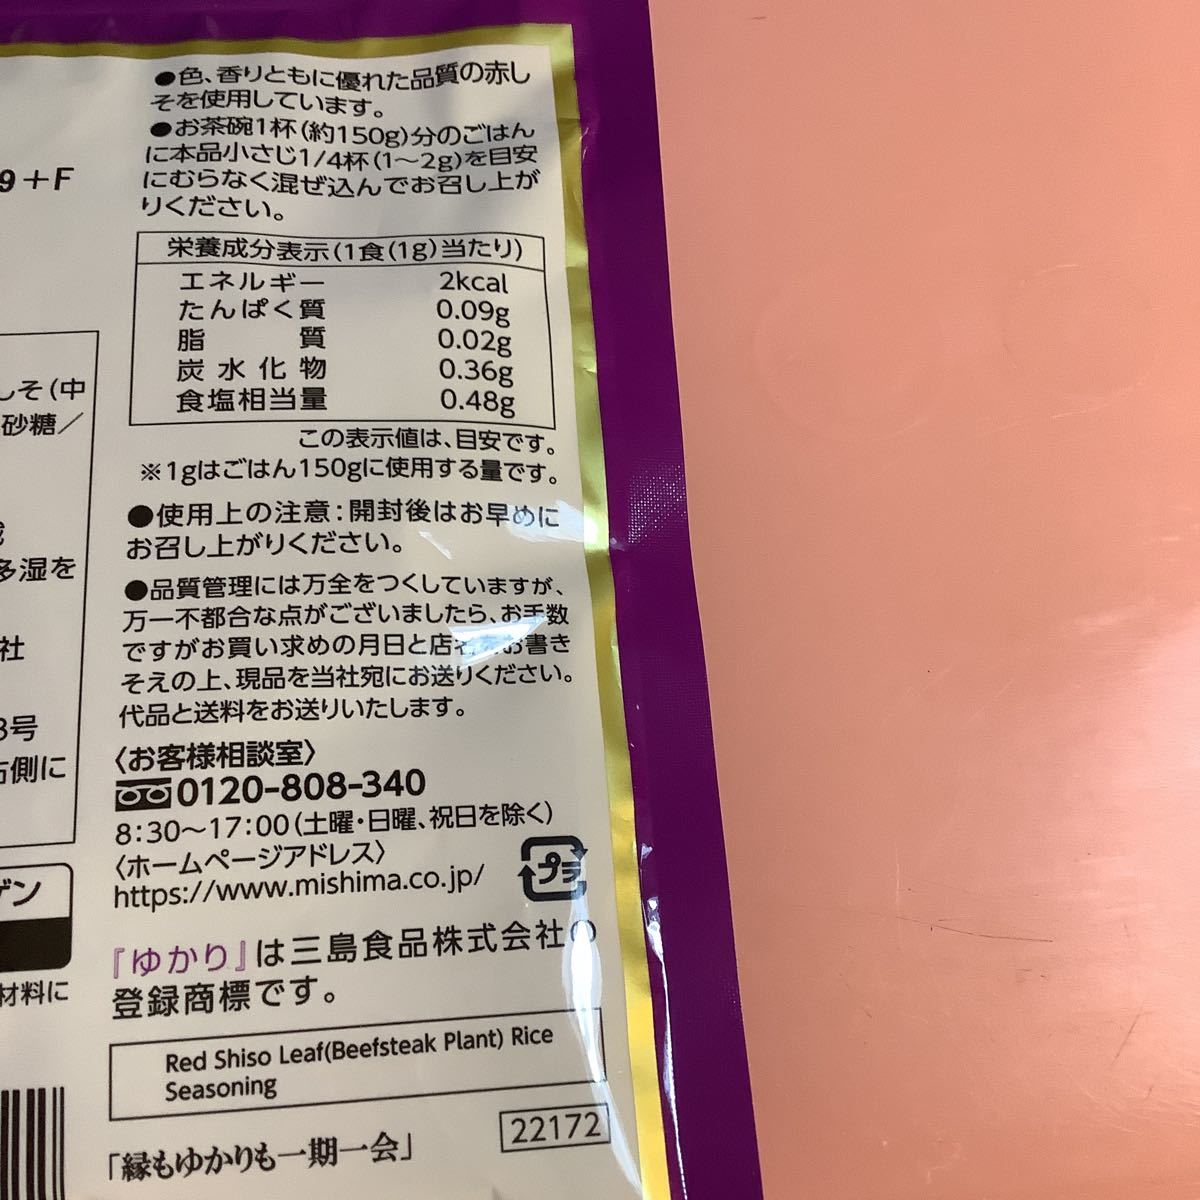 ●色、香りともに優れた品質の赤し
そを使用しています。
●お茶碗1杯(約150g)分のごはん
に本品小さじ1/4杯(1〜2g)を目安
にむらなく混ぜ込んでお召し上が
りください。
9+F
栄養成分表示(1食(1g)当たり)
エネルギー 2kcal
たんぱく質 0.09g
脂質 0.02g
炭水化物 0.36g
食塩相当量 0.48g
この表示値は、目安です。
※1gはごはん150gに使用する量です。
しそ(中
砂糖/
多湿を
社
3号
右側に
ゲン
材料に
●使用上の注意:開封後はお早めに
お召し上がりください。
●品質管理には万全をつくしていますが、
万一不都合な点がございましたら、お手数
ですがお買い求めの月日と店名のお書き
そえの上、現品を当社宛にお送りください。
代品と送料をお送りいたします。
〈お客様相談室〉
0120-808-340
8:30〜17:00(土曜・日曜、祝日を除く)
〈ホームページアドレス〉
https://www.mishima.co.jp/
プラ
『ゆかり』は三島食品株式会社の
登録商標です。
Red Shiso Leaf(Beefsteak Plant) Rice
Seasoning
22172
「縁もゆかりも一期一会」